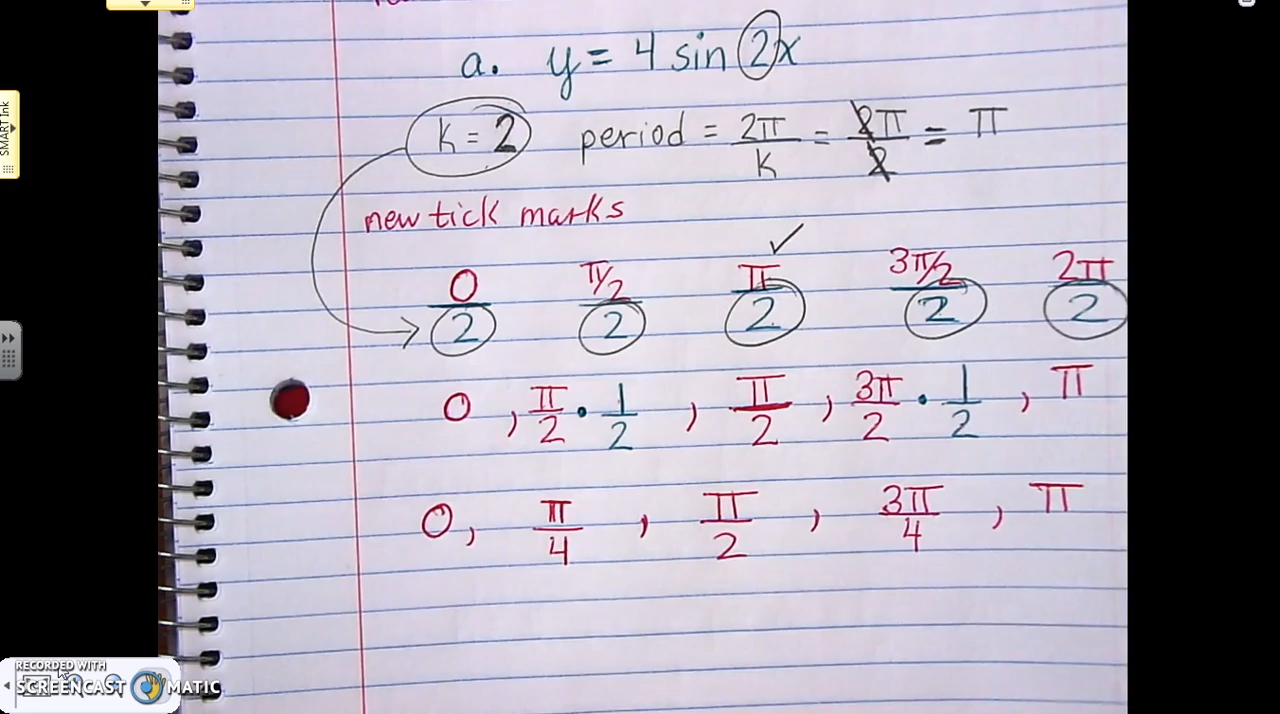 a. y = 4 sin 2x
k = 2 period = 2π/k = 2π/2 = π
new tick marks
0/2 π/2/2 π/2 ✓ 3π/2/2 2π/2
0, π/2 · 1/2, π/2, 3π/2 · 1/2, π
0, π/4, π/2, 3π/4, π
SMART Ink
RECORDED WITH
SCREENCAST MATIC